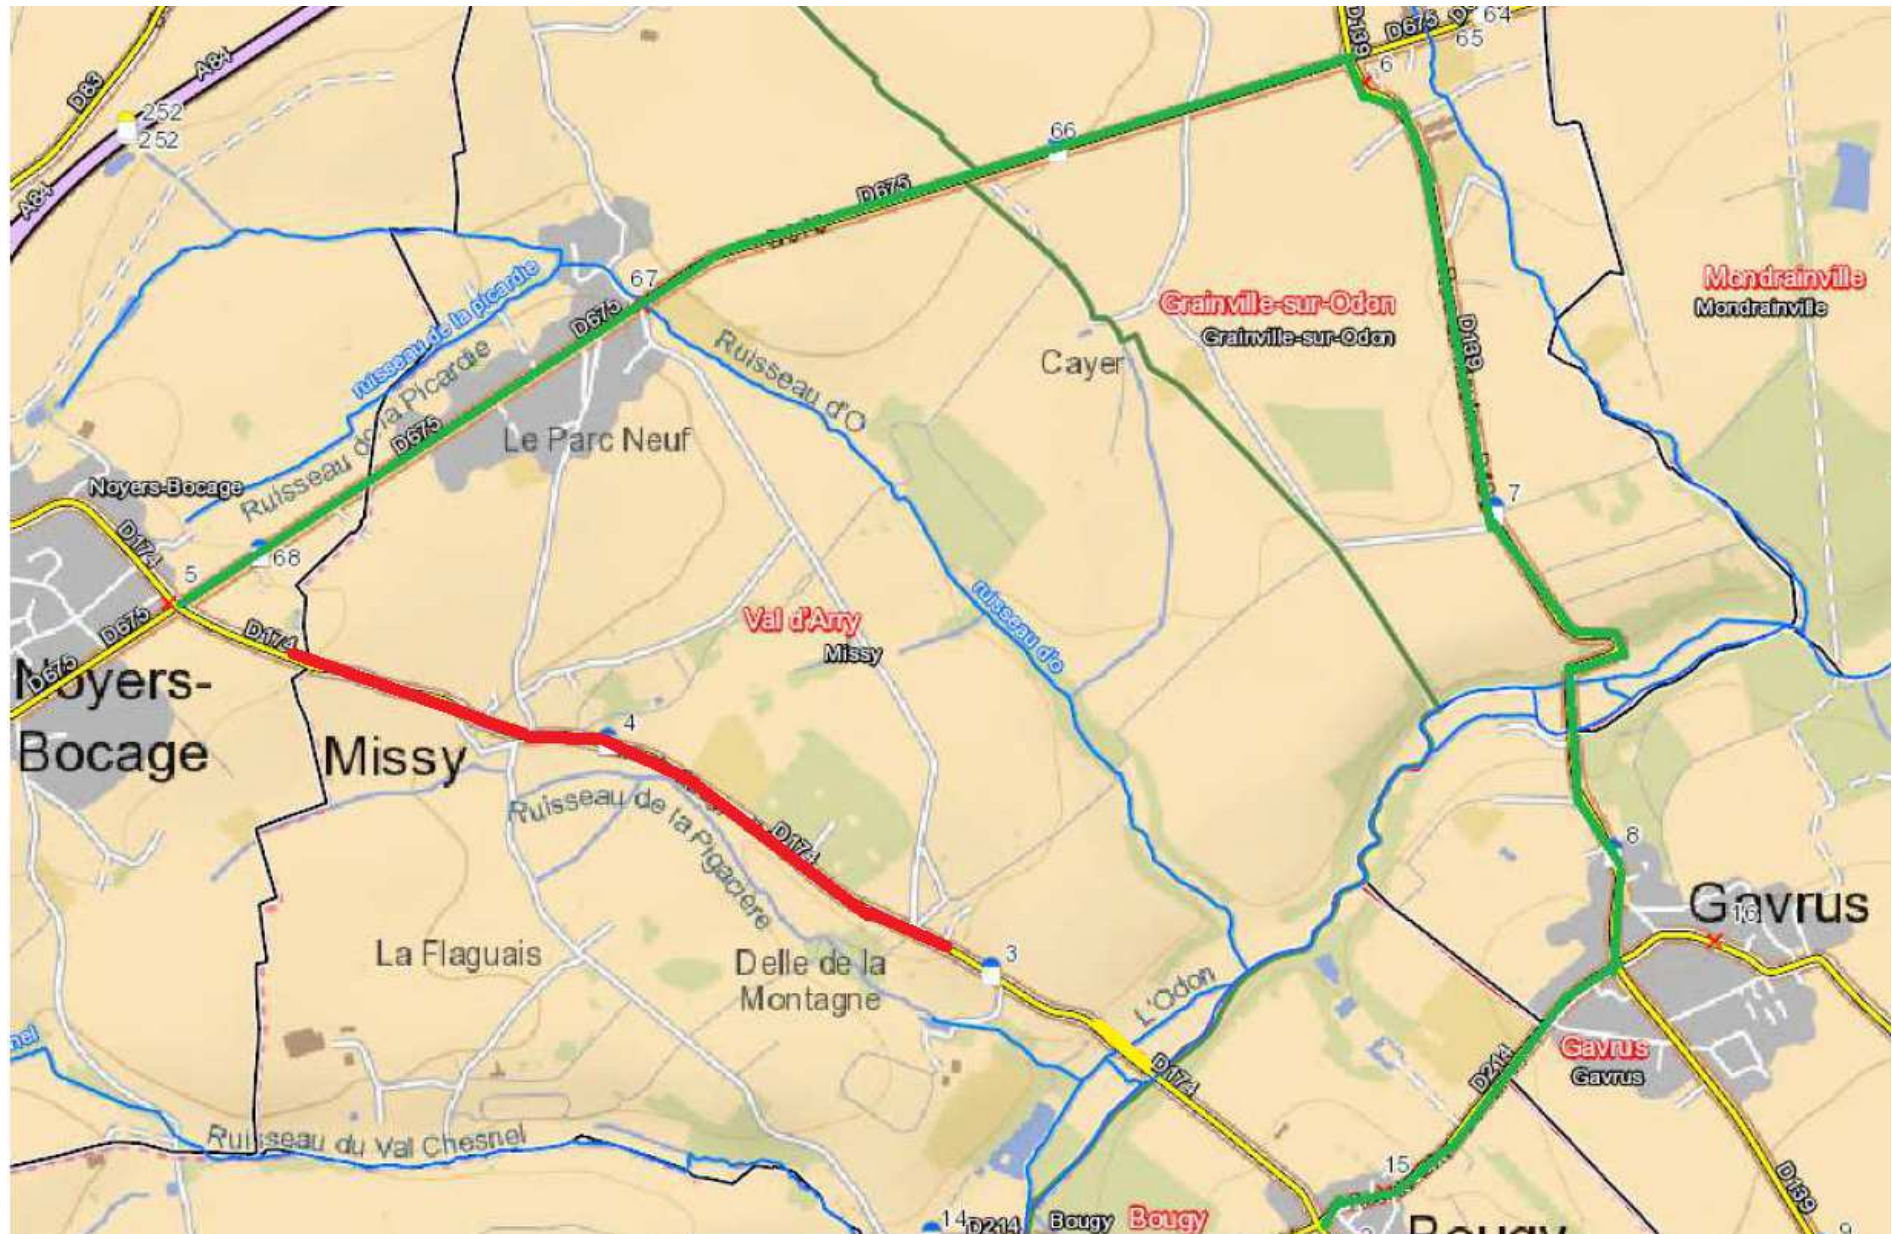 D139
D675
64
65
6
D83
A84
252
252
A84
66
D675
67
D675
ruisseau de la picardie
Ruisseau d'O
Grainville-sur-Odon
Grainville-sur-Odon
Mondrainville
Mondrainville
D139
Cayer
Ruisseau de la Picardie
D675
Le Parc Neuf
Noyers-Bocage
D174
68
5
7
D675
D174
D675
Val d'Arry
Missy
ruisseau d'o
Noyers-
Bocage
Missy
4
Ruisseau de la Pigacière
D174
8
Gavrus
16
La Flaguais
Delle de la
Montagne
3
L'Odon
D174
D214
Gavrus
Gavrus
Ruisseau du Val Chesnel
15
D139
14
D214
Bougy
Bougy
Bougy
9